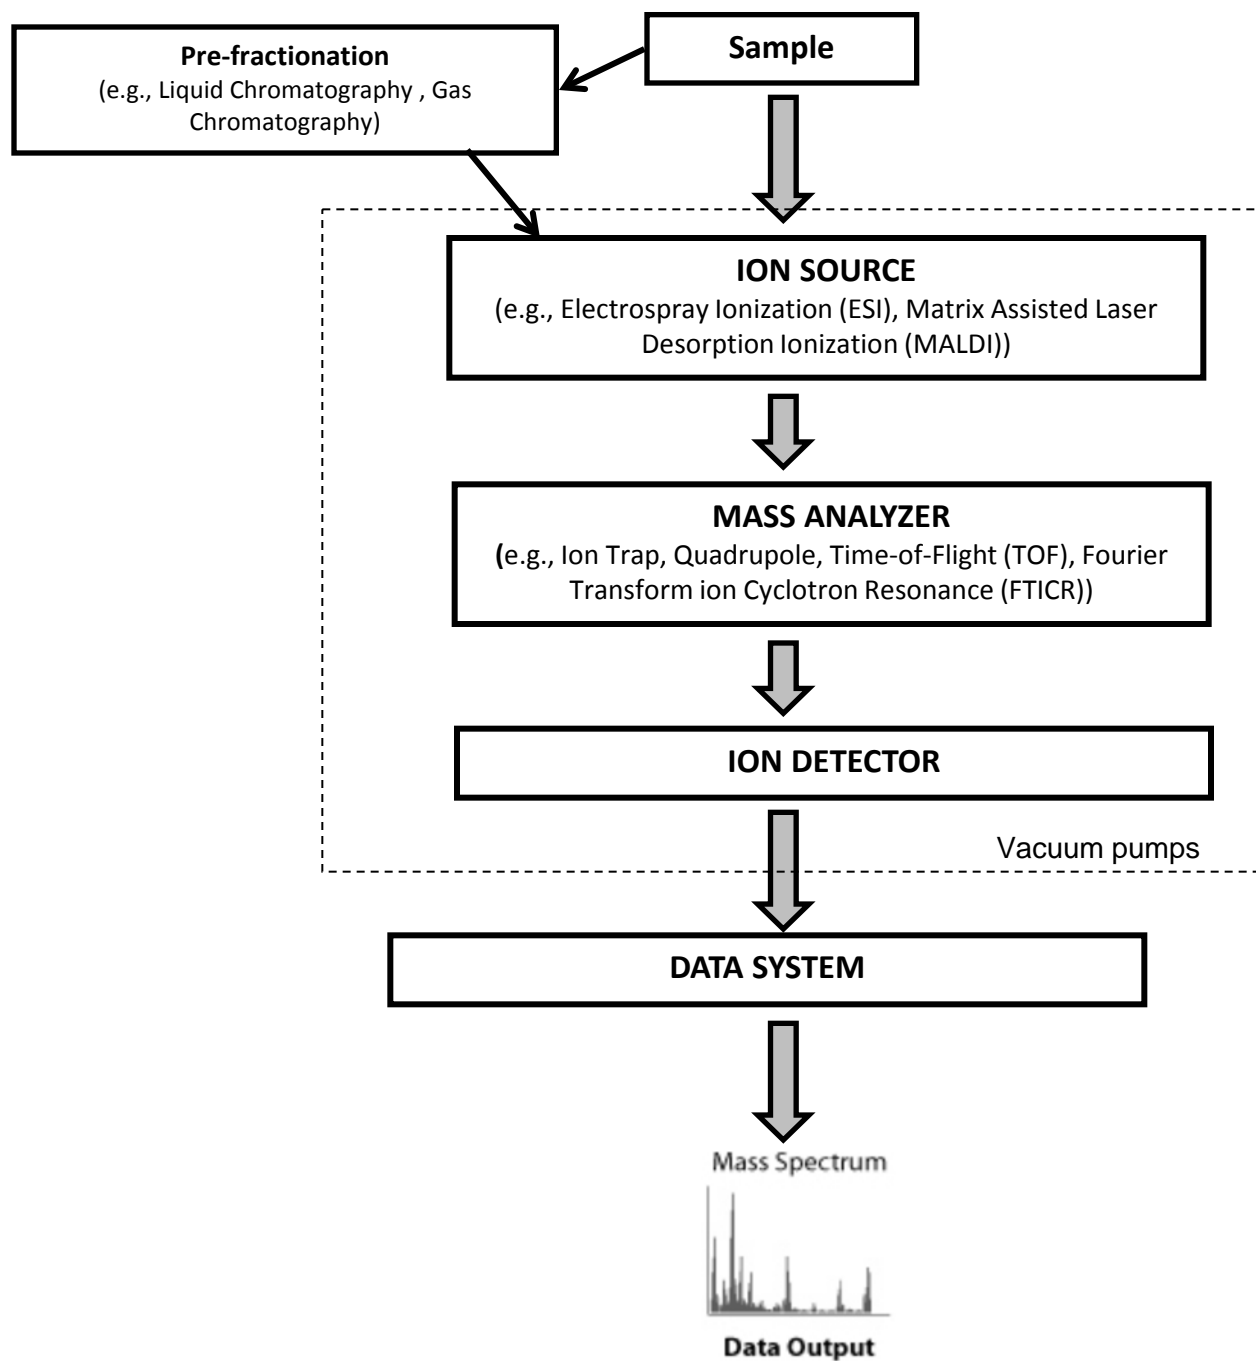 Sample
Pre-fractionation
(e.g., Liquid Chromatography , Gas
Chromatography)
ION SOURCE
(e.g., Electrospray Ionization (ESI), Matrix Assisted Laser
Desorption Ionization (MALDI))
MASS ANALYZER
(e.g., Ion Trap, Quadrupole, Time-of-Flight (TOF), Fourier
Transform ion Cyclotron Resonance (FTICR))
ION DETECTOR
Vacuum pumps
DATA SYSTEM
Mass Spectrum
Data Output